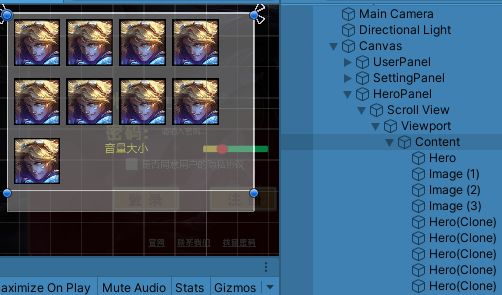 Main Camera
Directional Light
Canvas
UserPanel
SettingPanel
HeroPanel
Scroll View
Viewport
Content
Hero
Image (1)
Image (2)
Image (3)
Hero(Clone)
Hero(Clone)
Hero(Clone)
Hero(Clone)
Hero(Clone)
密码:
音量大小
aximize On Play
Mute Audio
Stats
Gizmos